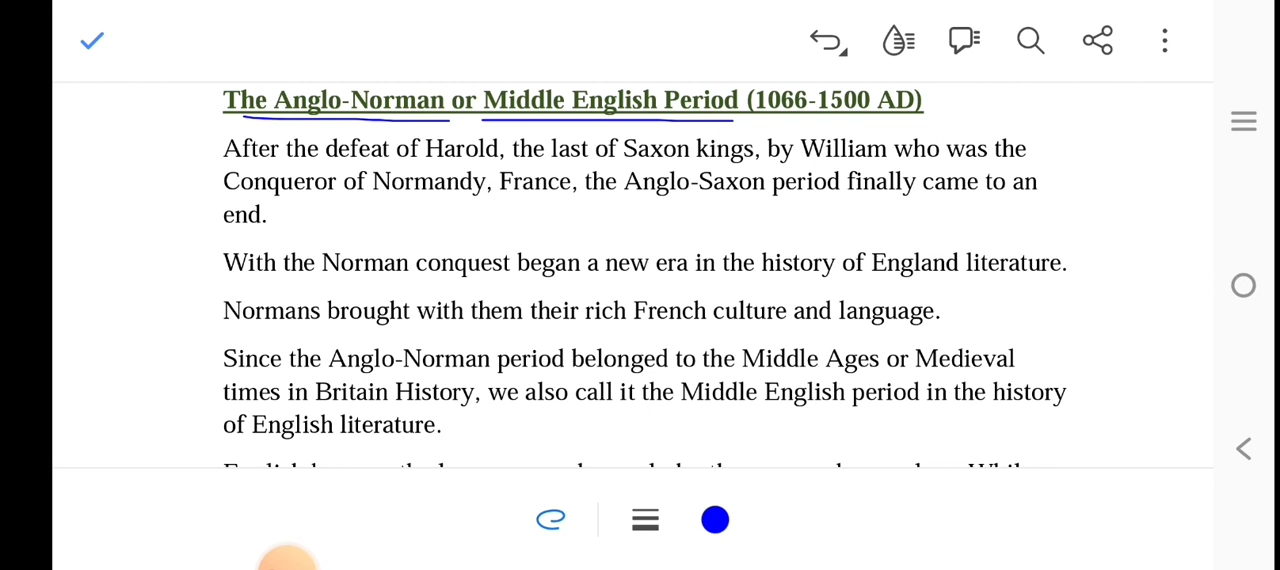 The Anglo-Norman or Middle English Period (1066-1500 AD)
After the defeat of Harold, the last of Saxon kings, by William who was the
Conqueror of Normandy, France, the Anglo-Saxon period finally came to an
end.
With the Norman conquest began a new era in the history of England literature.
Normans brought with them their rich French culture and language.
Since the Anglo-Norman period belonged to the Middle Ages or Medieval
times in Britain History, we also call it the Middle English period in the history
of English literature.